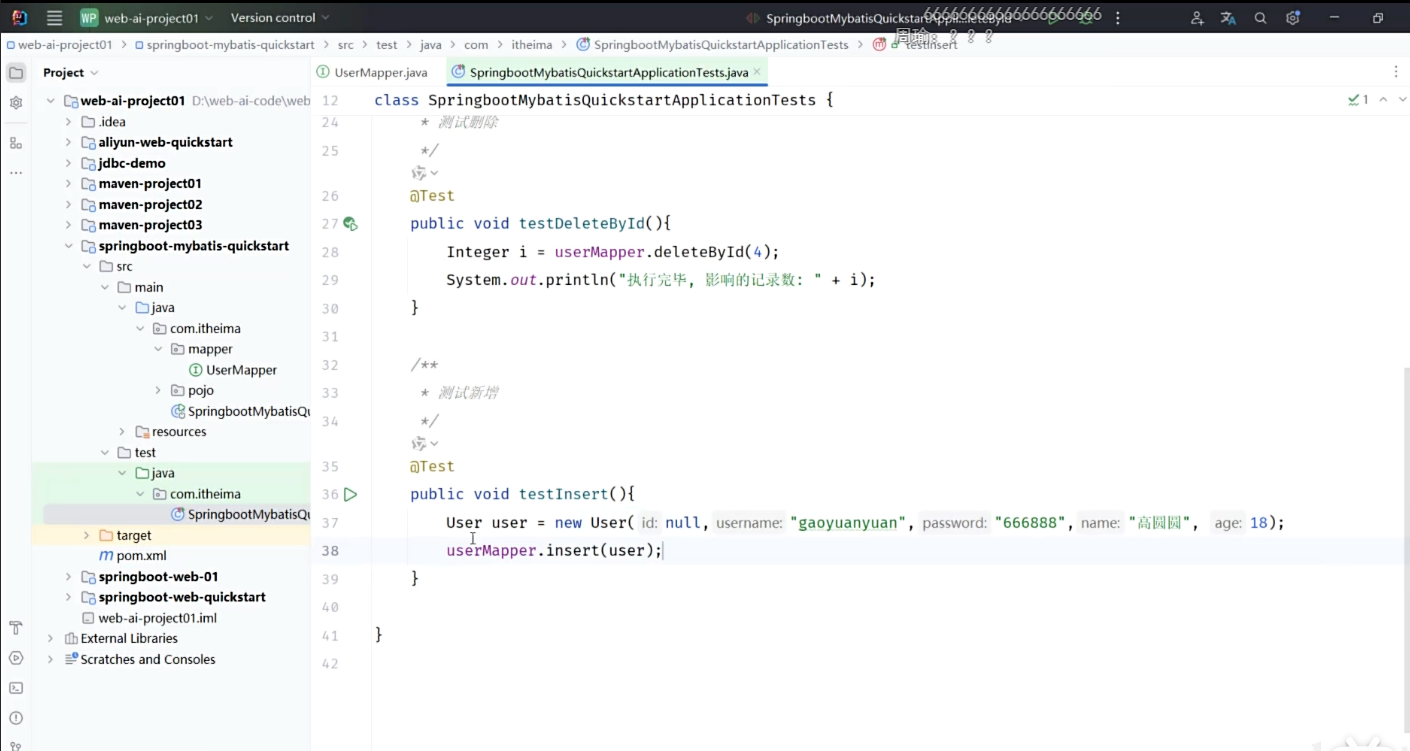 WP web-ai-project01 Version control SpringbootMybatisQuickstartAppli...eteById
66666666666666666666
周瑜：？？？
web-ai-project01 > springboot-mybatis-quickstart > src > test > java > com > itheima > SpringbootMybatisQuickstartApplicationTests > testInsert
Project
UserMapper.java SpringbootMybatisQuickstartApplicationTests.java
web-ai-project01 D:\web-ai-code\web
.idea
aliyun-web-quickstart
jdbc-demo
maven-project01
maven-project02
maven-project03
springboot-mybatis-quickstart
src
main
java
com.itheima
mapper
UserMapper
pojo
SpringbootMybatisQu
resources
test
java
com.itheima
SpringbootMybatisQu
target
pom.xml
springboot-web-01
springboot-web-quickstart
web-ai-project01.iml
External Libraries
Scratches and Consoles
12 class SpringbootMybatisQuickstartApplicationTests { 1
24 * 测试删除
25 */
26 @Test
27 public void testDeleteById(){
28 Integer i = userMapper.deleteById(4);
29 System.out.println("执行完毕, 影响的记录数: " + i);
30 }
31
32 /**
33 * 测试新增
34 */
35 @Test
36 public void testInsert(){
37 User user = new User( id: null, username: "gaoyuanyuan", password: "666888", name: "高圆圆", age: 18);
38 userMapper.insert(user);
39 }
40
41 }
42